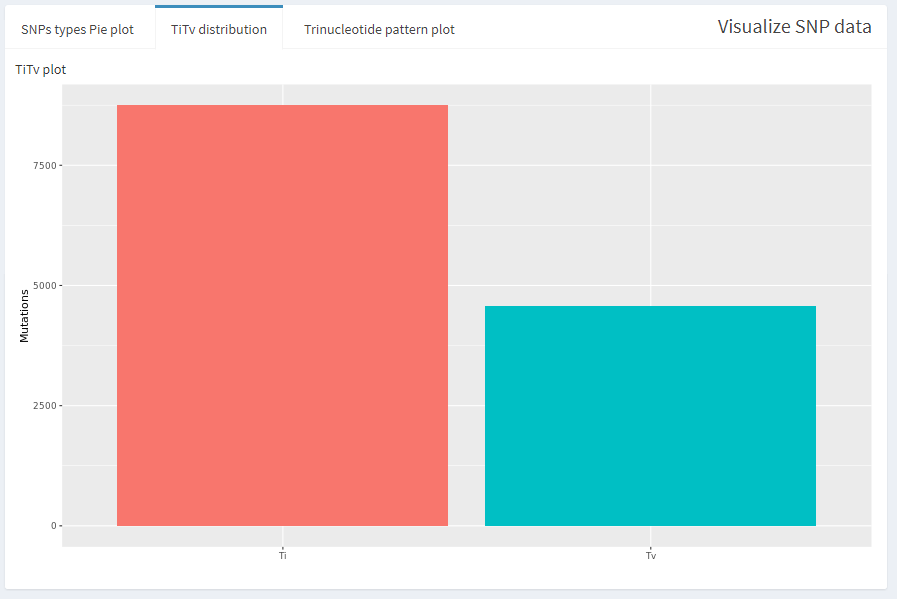 SNPs types Pie plot
TiTv distribution
Trinucleotide pattern plot
Visualize SNP data
TiTv plot
Mutations
7500
5000
2500
0
Ti
Tv